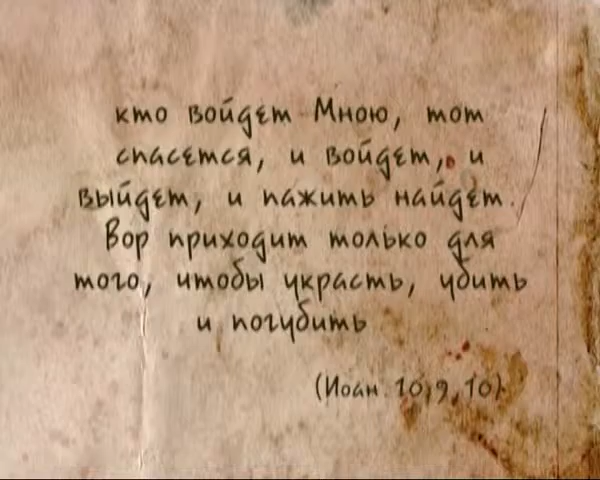 кто войдет Мною, тот
спасется, и войдет, и
выйдет, и пажить найдет.
Вор приходит только для
того, чтобы украсть, убить
и погубить
(Иоан. 10,9,10)